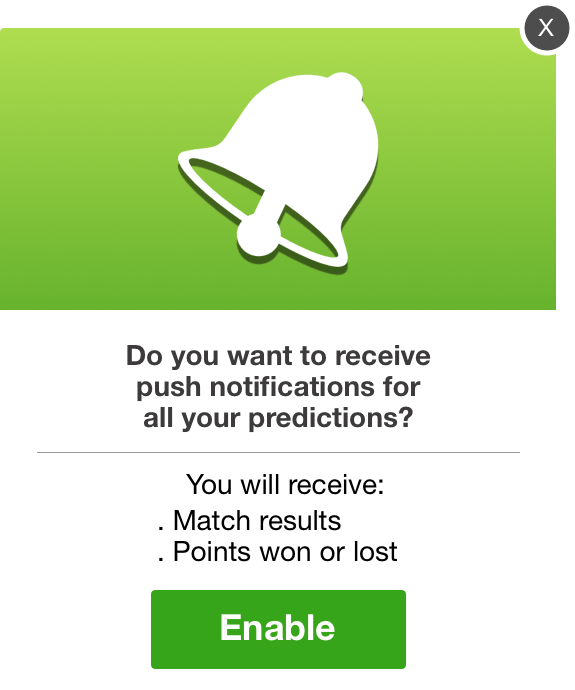 X
Do you want to receive
push notifications for
all your predictions?
You will receive:
. Match results
. Points won or lost
Enable